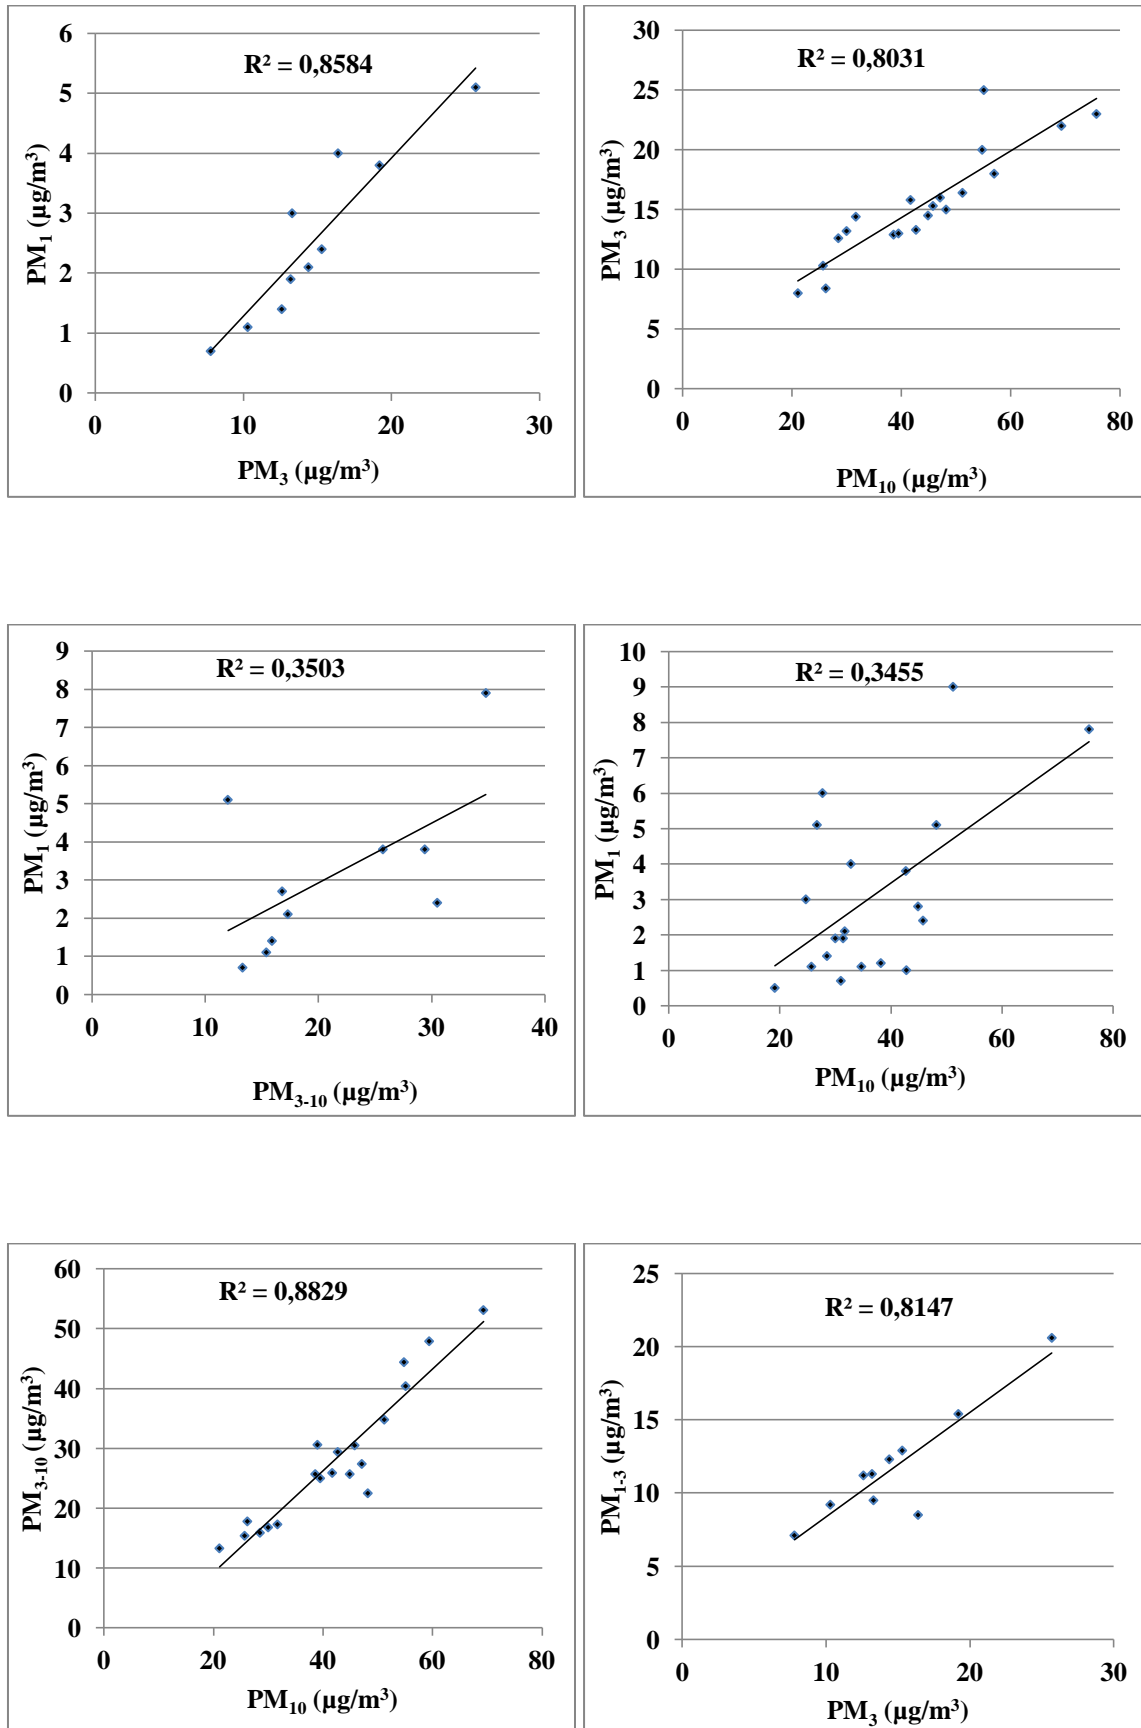 R² = 0,8584
PM₁ (µg/m³)
6
5
4
3
2
1
0
0 10 20 30
PM₃ (µg/m³)
R² = 0,8031
PM₃ (µg/m³)
30
25
20
15
10
5
0
0 20 40 60 80
PM₁₀ (µg/m³)
R² = 0,3503
PM₁ (µg/m³)
9
8
7
6
5
4
3
2
1
0
0 10 20 30 40
PM₃₋₁₀ (µg/m³)
R² = 0,3455
PM₁ (µg/m³)
10
9
8
7
6
5
4
3
2
1
0
0 20 40 60 80
PM₁₀ (µg/m³)
R² = 0,8829
PM₃₋₁₀ (µg/m³)
60
50
40
30
20
10
0
0 20 40 60 80
PM₁₀ (µg/m³)
R² = 0,8147
PM₁₋₃ (µg/m³)
25
20
15
10
5
0
0 10 20 30
PM₃ (µg/m³)